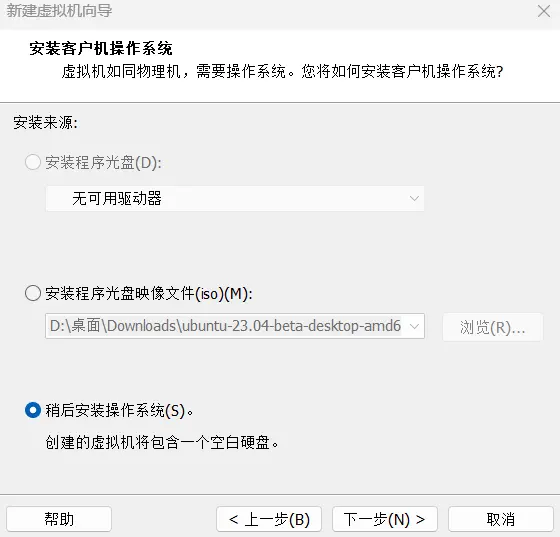 新建虚拟机向导
安装客户机操作系统
虚拟机如同物理机，需要操作系统。您将如何安装客户机操作系统?
安装来源:
安装程序光盘(D):
无可用驱动器
安装程序光盘映像文件(iso)(M):
D:\桌面\Downloads\ubuntu-23.04-beta-desktop-amd6
浏览(R)...
稍后安装操作系统(S)。
创建的虚拟机将包含一个空白硬盘。
帮助
< 上一步(B)
下一步(N) >
取消